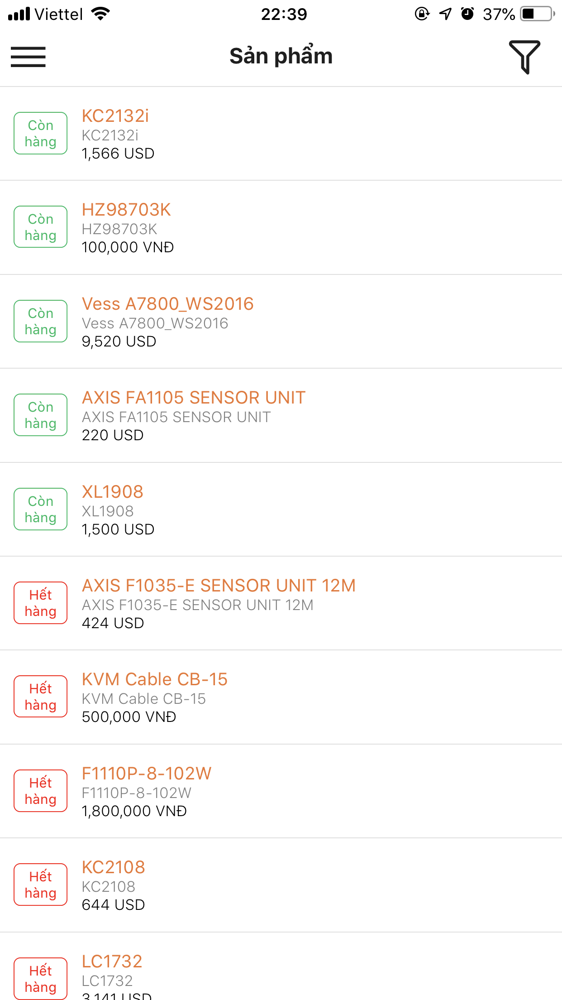 Viettel 22:39 37%
Sản phẩm
Còn hàng
KC2132i
KC2132i
1,566 USD
Còn hàng
HZ98703K
HZ98703K
100,000 VNĐ
Còn hàng
Vess A7800_WS2016
Vess A7800_WS2016
9,520 USD
Còn hàng
AXIS FA1105 SENSOR UNIT
AXIS FA1105 SENSOR UNIT
220 USD
Còn hàng
XL1908
XL1908
1,500 USD
Hết hàng
AXIS F1035-E SENSOR UNIT 12M
AXIS F1035-E SENSOR UNIT 12M
424 USD
Hết hàng
KVM Cable CB-15
KVM Cable CB-15
500,000 VNĐ
Hết hàng
F1110P-8-102W
F1110P-8-102W
1,800,000 VNĐ
Hết hàng
KC2108
KC2108
644 USD
Hết hàng
LC1732
LC1732
3,141 USD